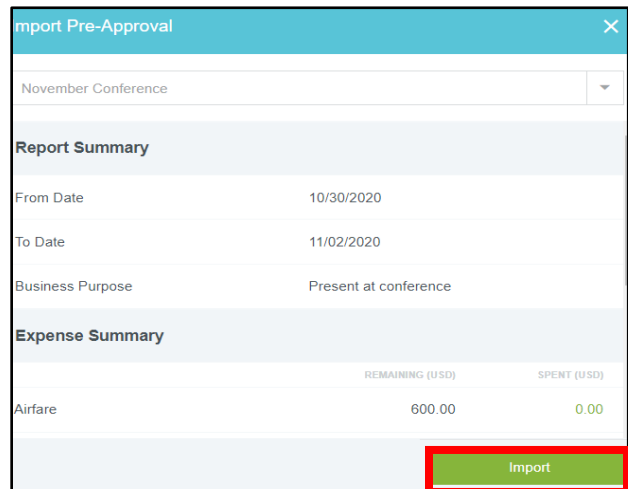 mport Pre-Approval
November Conference
Report Summary
From Date 10/30/2020
To Date 11/02/2020
Business Purpose Present at conference
Expense Summary
REMAINING (USD) SPENT (USD)
Airfare 600.00 0.00
Import